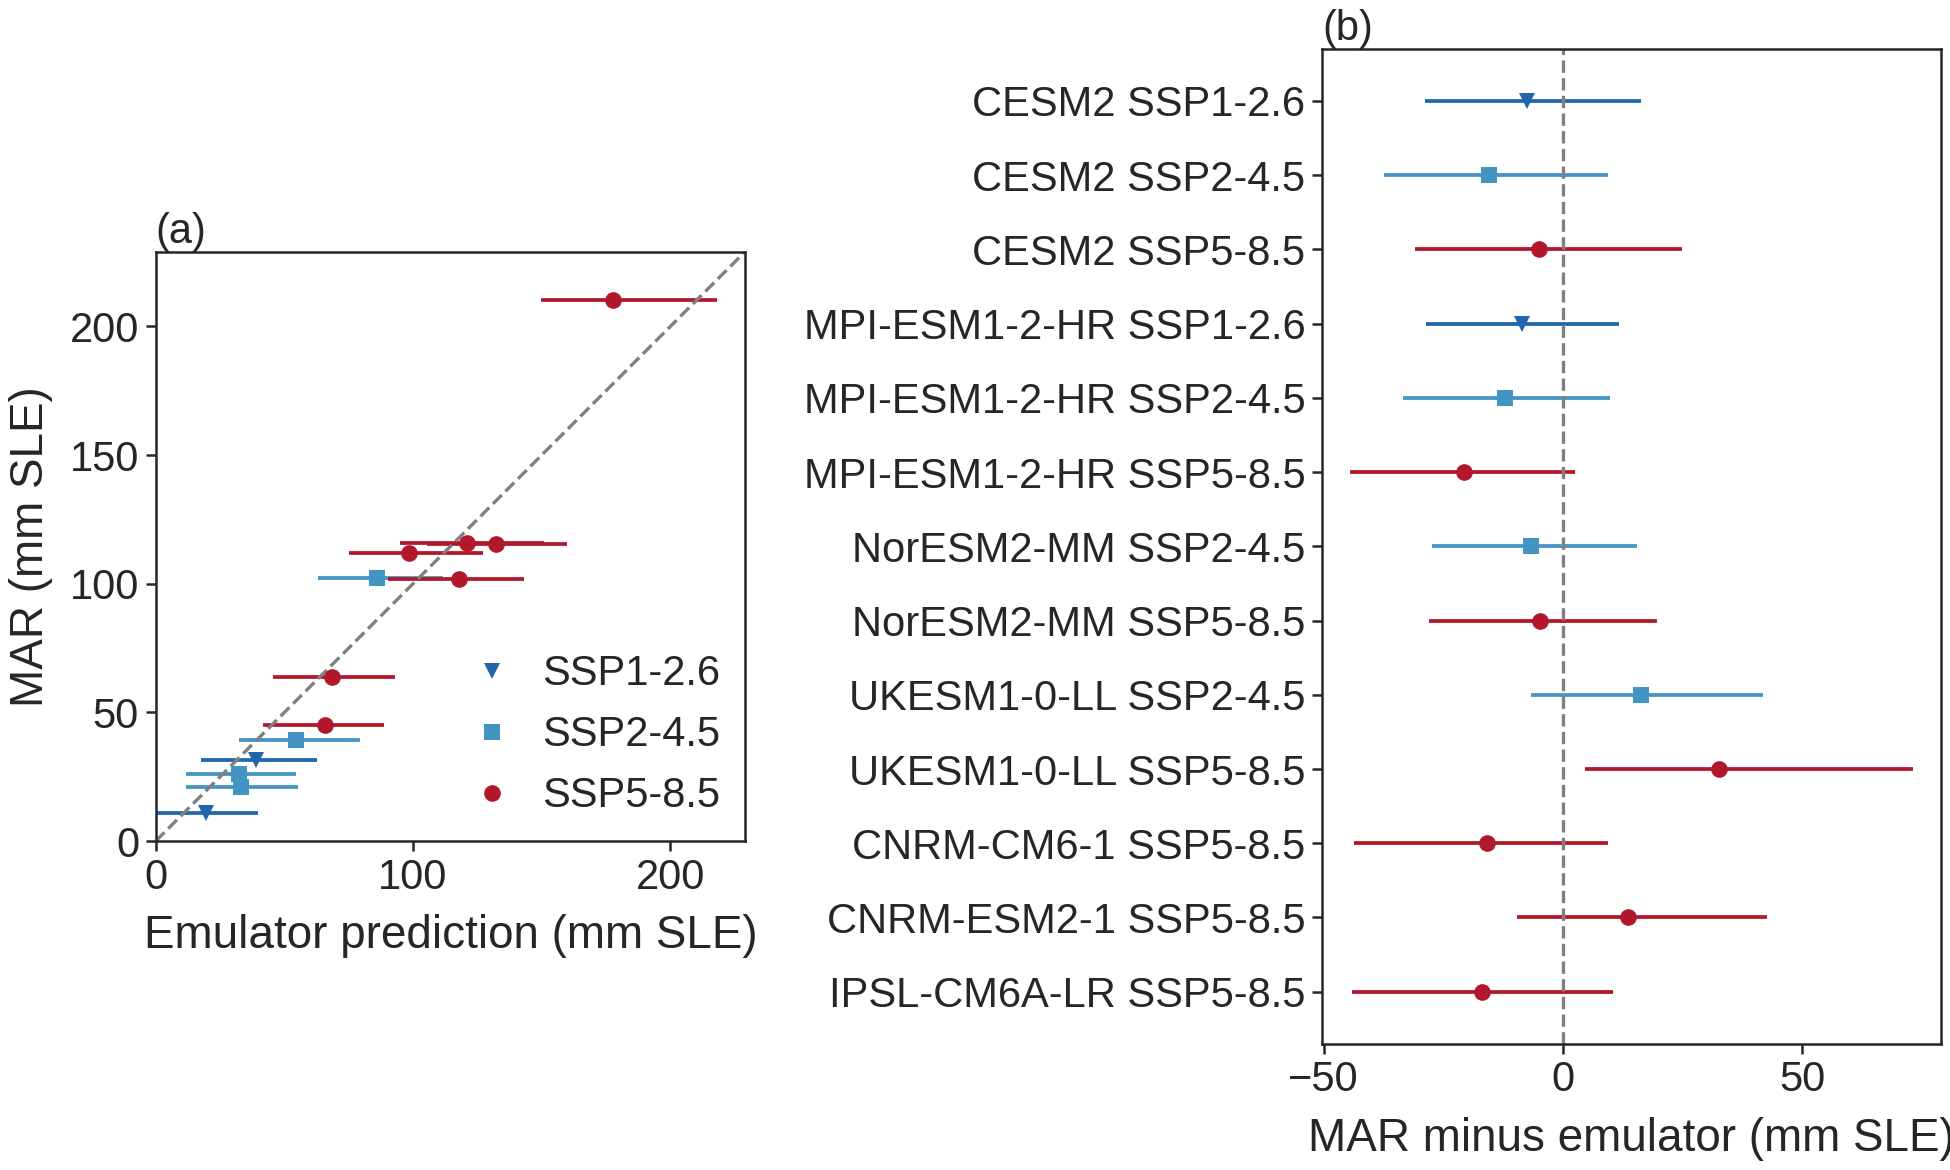 (a)
200
150
100
50
0
0 100 200
MAR (mm SLE)
Emulator prediction (mm SLE)
SSP1-2.6
SSP2-4.5
SSP5-8.5
(b)
CESM2 SSP1-2.6
CESM2 SSP2-4.5
CESM2 SSP5-8.5
MPI-ESM1-2-HR SSP1-2.6
MPI-ESM1-2-HR SSP2-4.5
MPI-ESM1-2-HR SSP5-8.5
NorESM2-MM SSP2-4.5
NorESM2-MM SSP5-8.5
UKESM1-0-LL SSP2-4.5
UKESM1-0-LL SSP5-8.5
CNRM-CM6-1 SSP5-8.5
CNRM-ESM2-1 SSP5-8.5
IPSL-CM6A-LR SSP5-8.5
−50 0 50
MAR minus emulator (mm SLE)